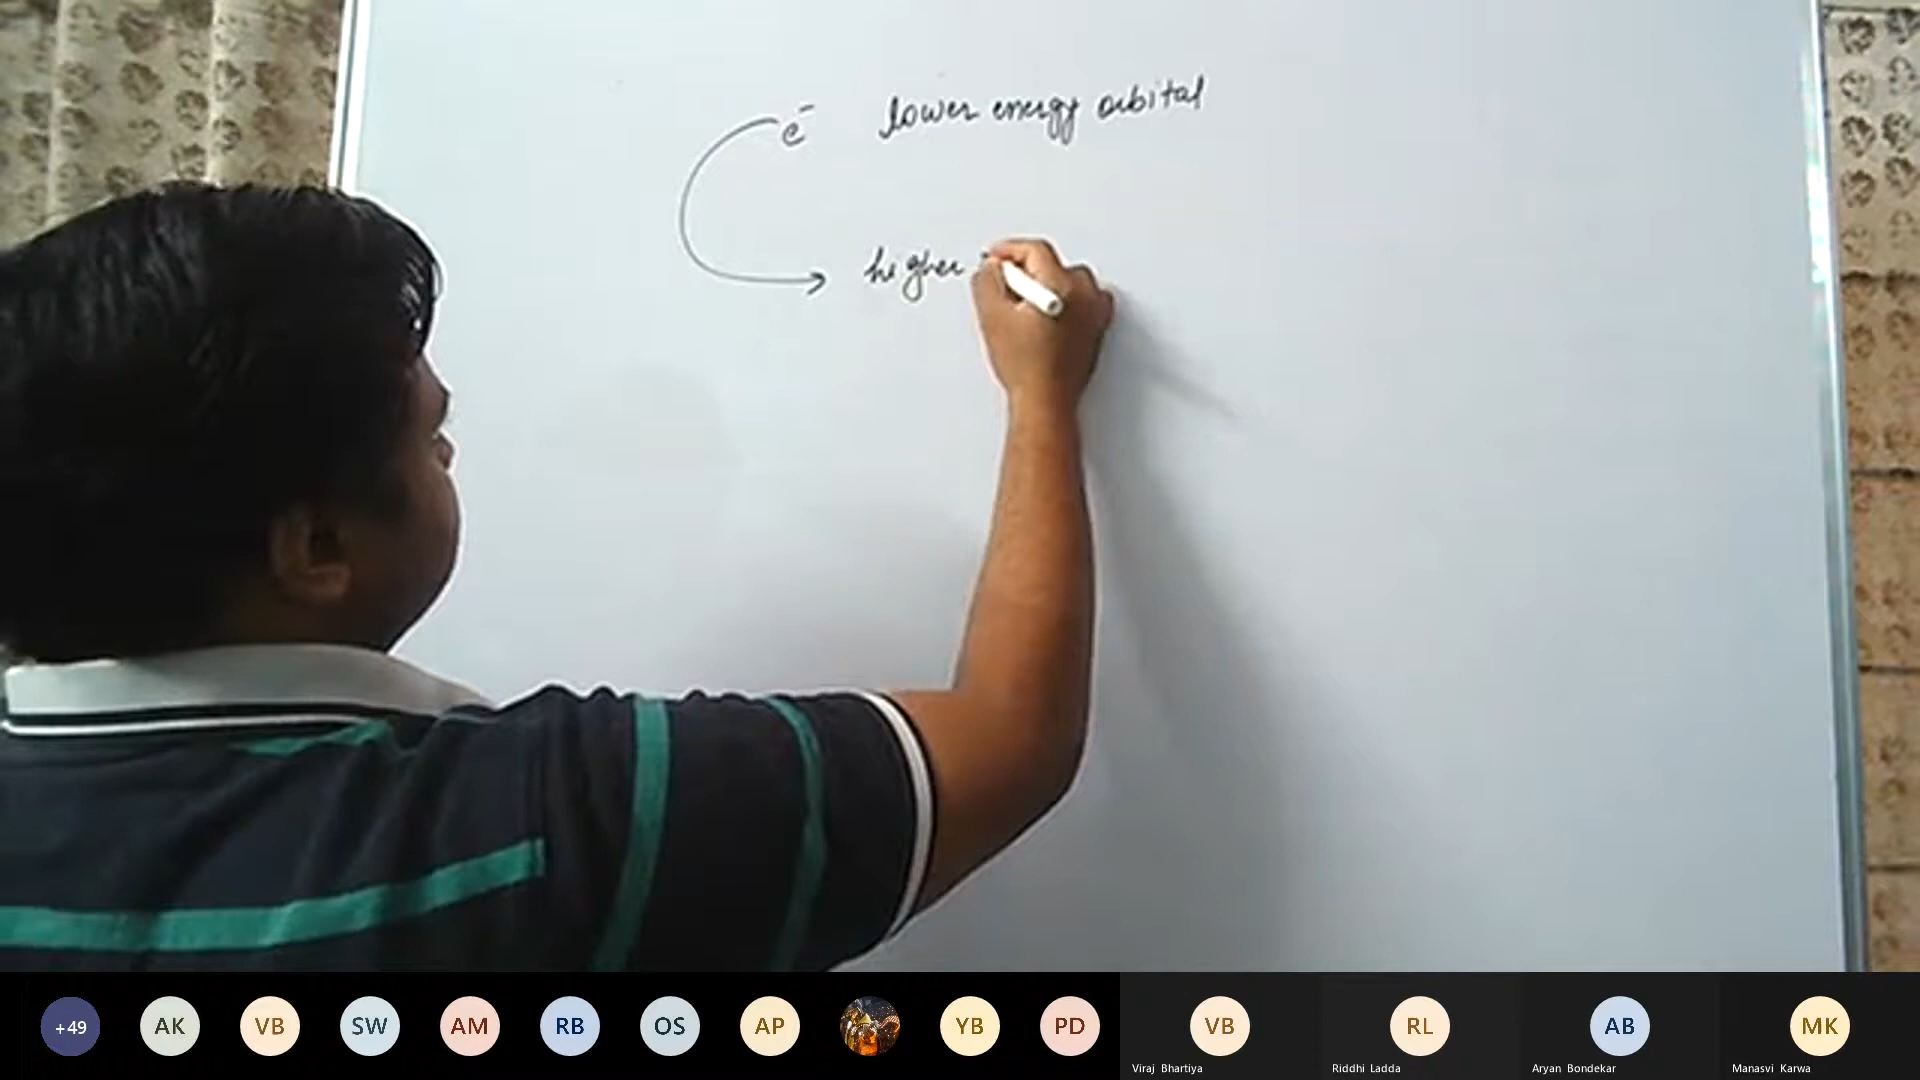 e⁻ lower energy orbital
higher
+49 AK VB SW AM RB OS AP YB PD VB RL AB MK
Viraj Bhartiya Riddhi Ladda Aryan Bondekar Manasvi Karwa